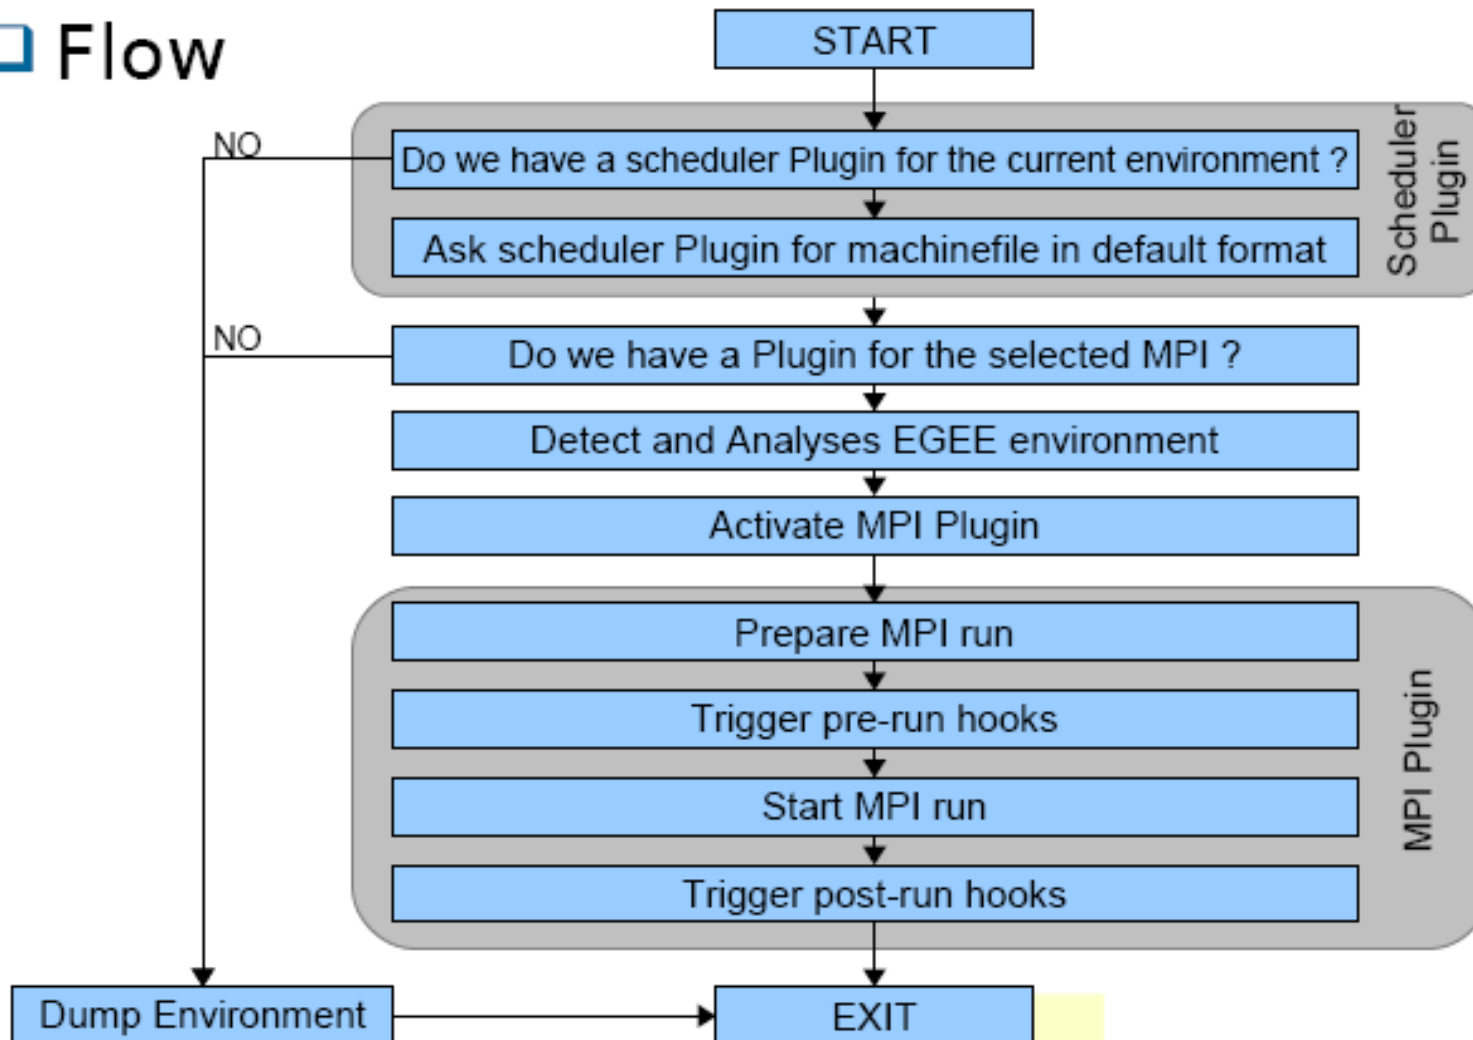 Flow
START
NO
Do we have a scheduler Plugin for the current environment ?
Ask scheduler Plugin for machinefile in default format
Scheduler
Plugin
NO
Do we have a Plugin for the selected MPI ?
Detect and Analyses EGEE environment
Activate MPI Plugin
Prepare MPI run
Trigger pre-run hooks
Start MPI run
Trigger post-run hooks
MPI Plugin
Dump Environment
EXIT